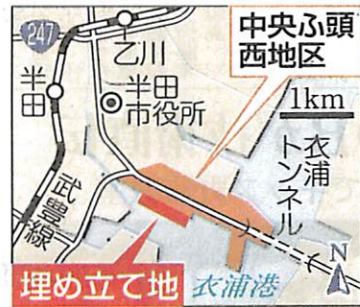 247
乙川
半田
半田
市役所
中央ふ頭
西地区
1km
衣浦
トンネル
武豊線
埋め立て地
衣浦港
N